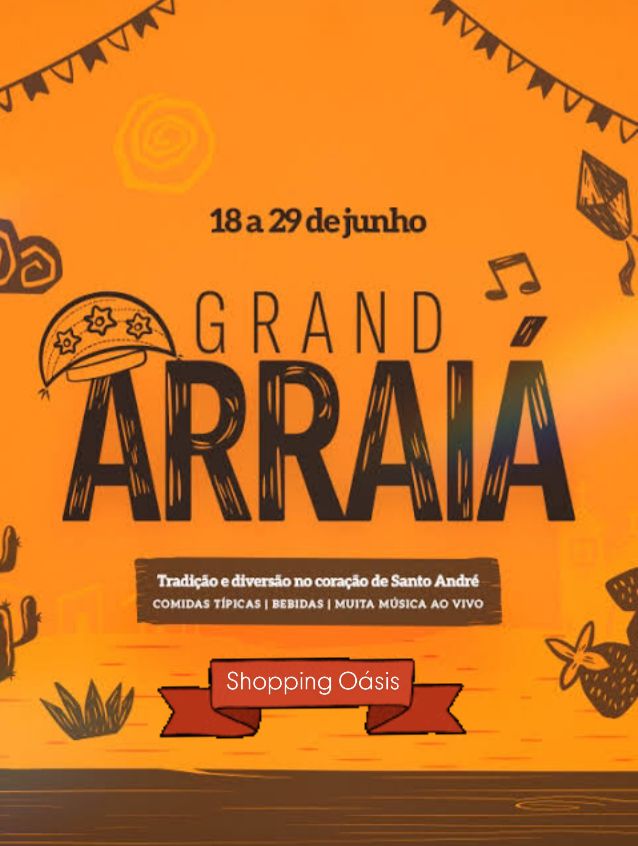 18 a 29 de junho
GRAND
ARRAIÁ
Tradição e diversão no coração de Santo André
COMIDAS TÍPICAS | BEBIDAS | MUITA MÚSICA AO VIVO
Shopping Oásis